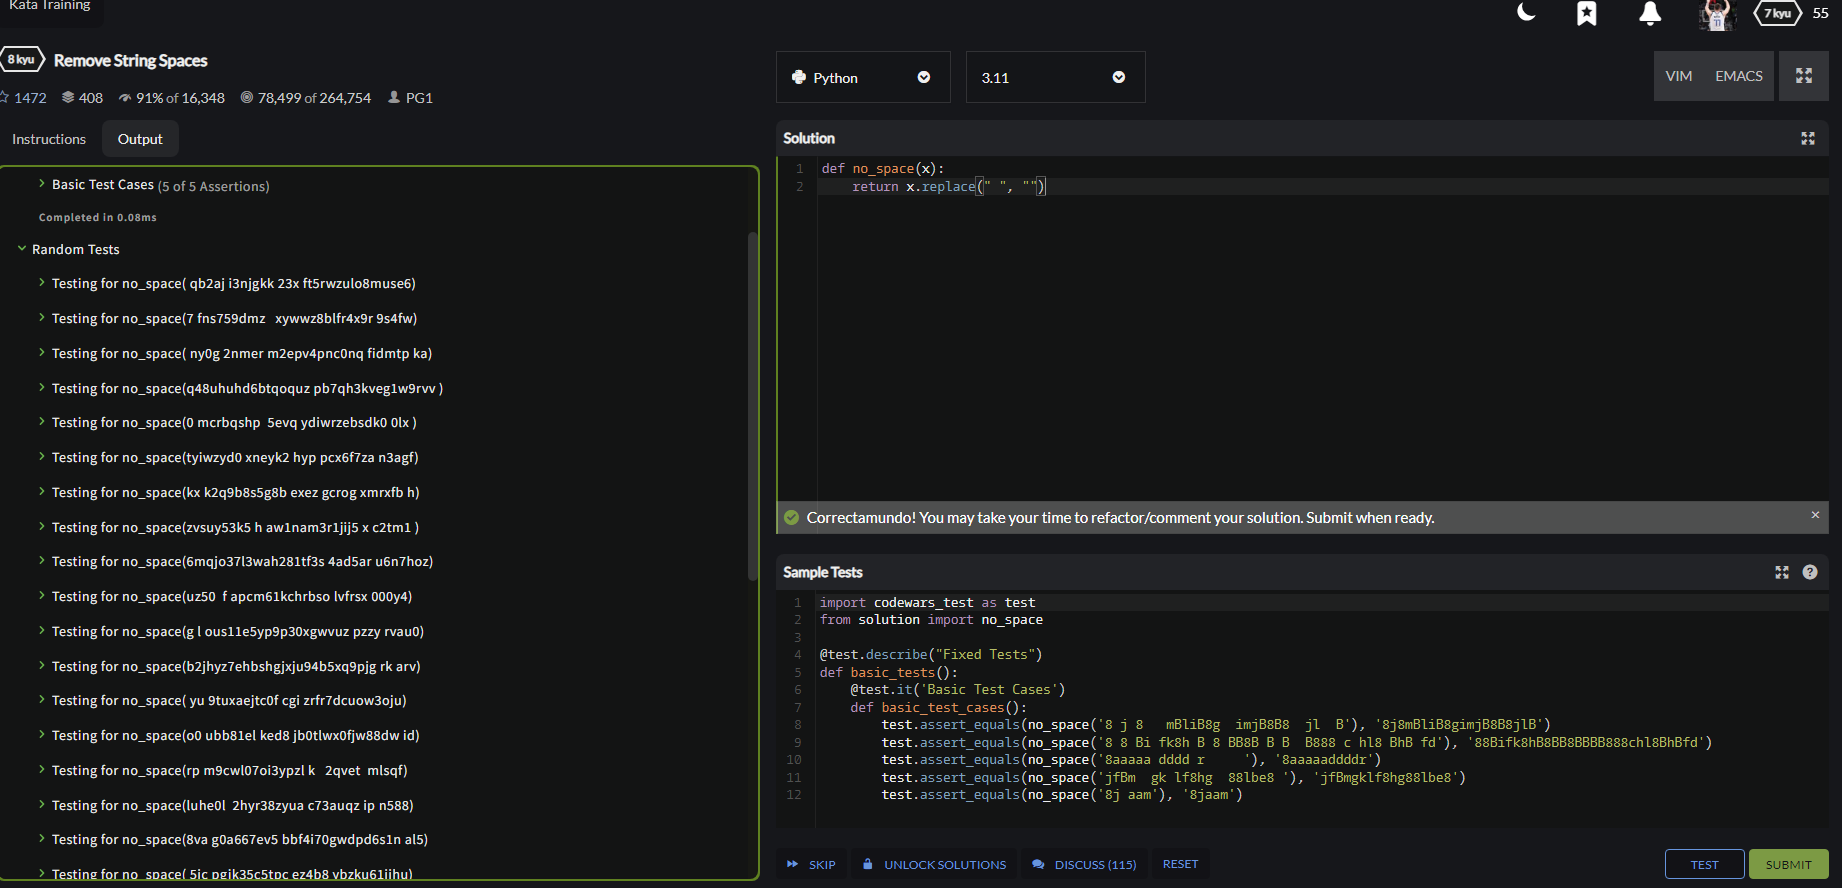 Kata Training
7 kyu 55
8 kyu Remove String Spaces
1472 408 91% of 16,348 78,499 of 264,754 PG1
Instructions Output
Basic Test Cases (5 of 5 Assertions)
Completed in 0.08ms
Random Tests
Testing for no_space( qb2aj i3njgkk 23x ft5rwzulo8muse6)
Testing for no_space(7 fns759dmz   xywwz8blfr4x9r 9s4fw)
Testing for no_space( ny0g 2nmer m2epv4pnc0nq fidmtp ka)
Testing for no_space(q48uhuhd6btqoquz pb7qh3kveg1w9rvv )
Testing for no_space(0 mcrbqshp  5evq ydiwrzebsdk0 0lx )
Testing for no_space(tyiwzyd0 xneyk2 hyp pcx6f7za n3agf)
Testing for no_space(kx k2q9b8s5g8b exez gcrog xmrxfb h)
Testing for no_space(zvsuy53k5 h aw1nam3r1jij5 x c2tm1 )
Testing for no_space(6mqjo37l3wah281tf3s 4ad5ar u6n7hoz)
Testing for no_space(uz50  f apcm61kchrbso lvfrsx 000y4)
Testing for no_space(g l ous11e5yp9p30xgwvuz pzzy rvau0)
Testing for no_space(b2jhyz7ehbshgjxju94b5xq9pjg rk arv)
Testing for no_space( yu 9tuxaejtc0f cgi zrfr7dcuow3oju)
Testing for no_space(o0 ubb81el ked8 jb0tlwx0fjw88dw id)
Testing for no_space(rp m9cwl07oi3ypzl k   2qvet  mlsqf)
Testing for no_space(luhe0l  2hyr38zyua c73auqz ip n588)
Testing for no_space(8va g0a667ev5 bbf4i70gwdpd6s1n al5)
Testing for no_space( 5ic pgjk35c5tpc ez4b8 vbzku61iihu)
Python 3.11 VIM EMACS
Solution
1 def no_space(x):
2     return x.replace(" ", "")
Correctamundo! You may take your time to refactor/comment your solution. Submit when ready. ×
Sample Tests ?
1 import codewars_test as test
2 from solution import no_space
3
4 @test.describe("Fixed Tests")
5 def basic_tests():
6     @test.it('Basic Test Cases')
7     def basic_test_cases():
8         test.assert_equals(no_space('8 j 8   mBliB8g  imjB8B8  jl  B'), '8j8mBliB8gimjB8B8jlB')
9         test.assert_equals(no_space('8 8 Bi fk8h B 8 BB8B B B  B888 c hl8 BhB fd'), '88Bifk8hB8BB8BBBB888chl8BhBfd')
10         test.assert_equals(no_space('8aaaaa dddd r     '), '8aaaaaddddr')
11         test.assert_equals(no_space('jfBm  gk lf8hg  88lbe8 '), 'jfBmgklf8hg88lbe8')
12         test.assert_equals(no_space('8j aam'), '8jaam')
SKIP UNLOCK SOLUTIONS DISCUSS (115) RESET TEST SUBMIT